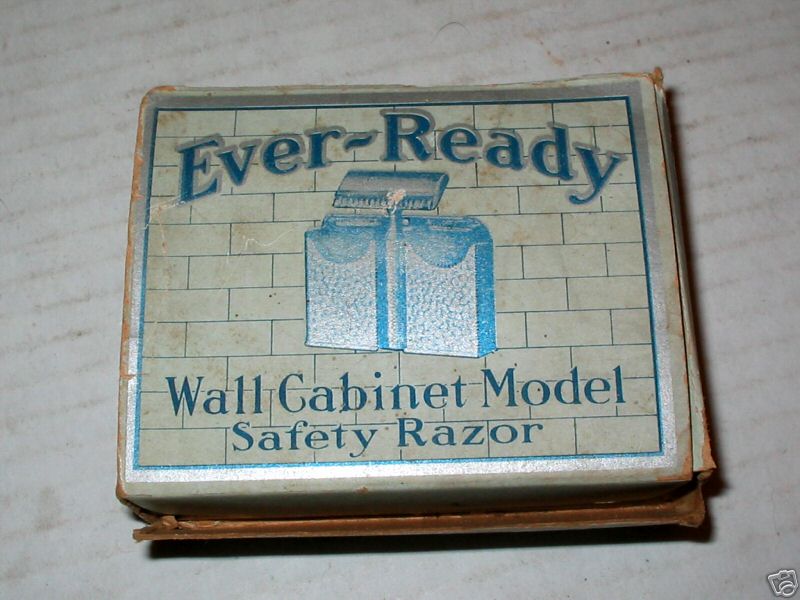 Ever-Ready
Wall Cabinet Model
Safety Razor